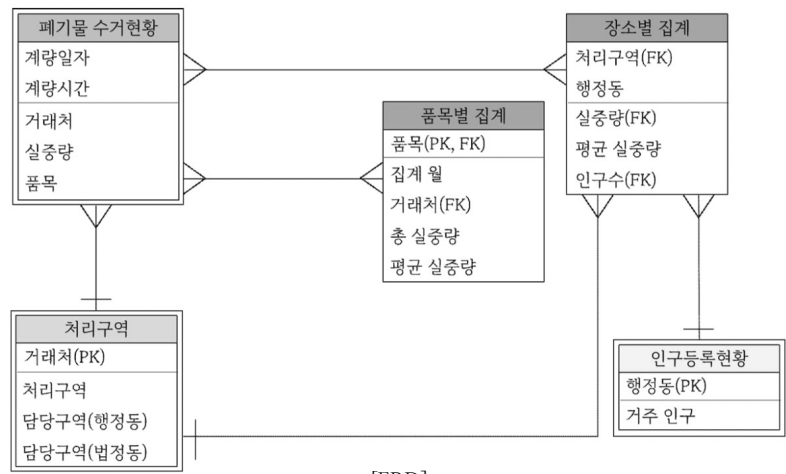 폐기물 수거현황
계량일자
계량시간
거래처
실중량
품목
장소별 집계
처리구역(FK)
행정동
실중량(FK)
평균 실중량
인구수(FK)
품목별 집계
품목(PK, FK)
집계 월
거래처(FK)
총 실중량
평균 실중량
처리구역
거래처(PK)
처리구역
담당구역(행정동)
담당구역(법정동)
인구등록현황
행정동(PK)
거주 인구